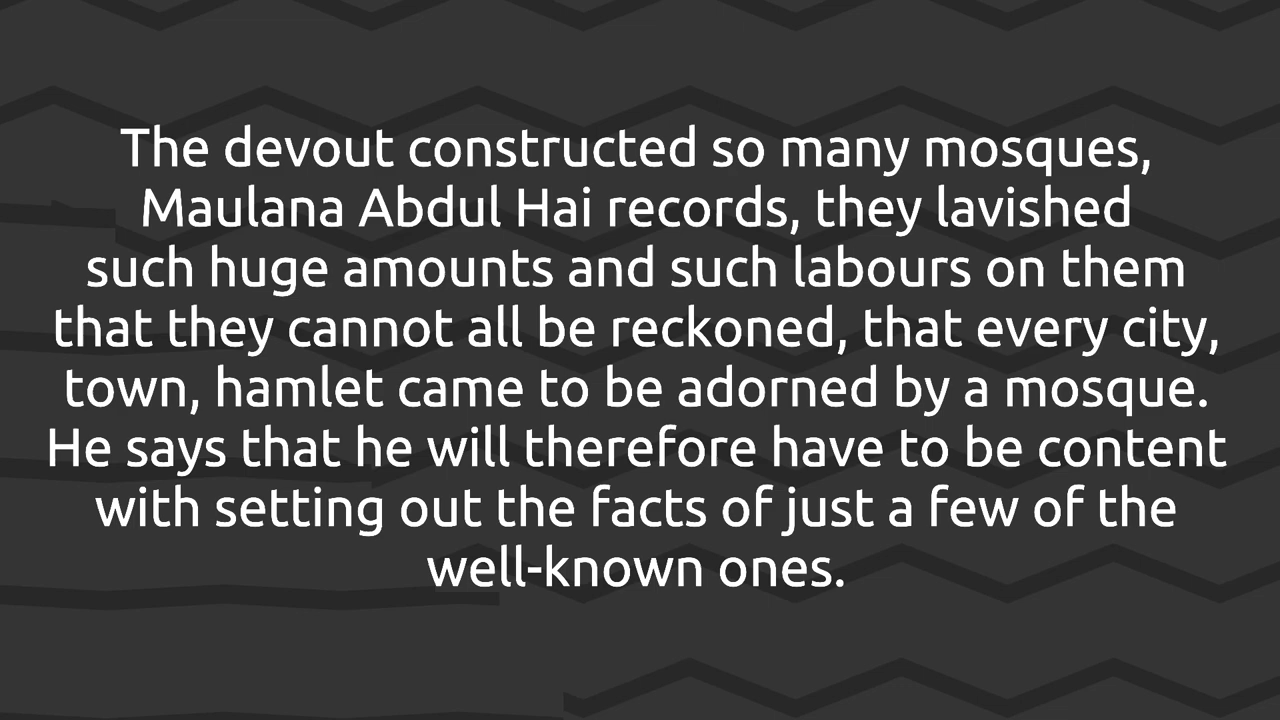 The devout constructed so many mosques,
Maulana Abdul Hai records, they lavished
such huge amounts and such labours on them
that they cannot all be reckoned, that every city,
town, hamlet came to be adorned by a mosque.
He says that he will therefore have to be content
with setting out the facts of just a few of the
well-known ones.